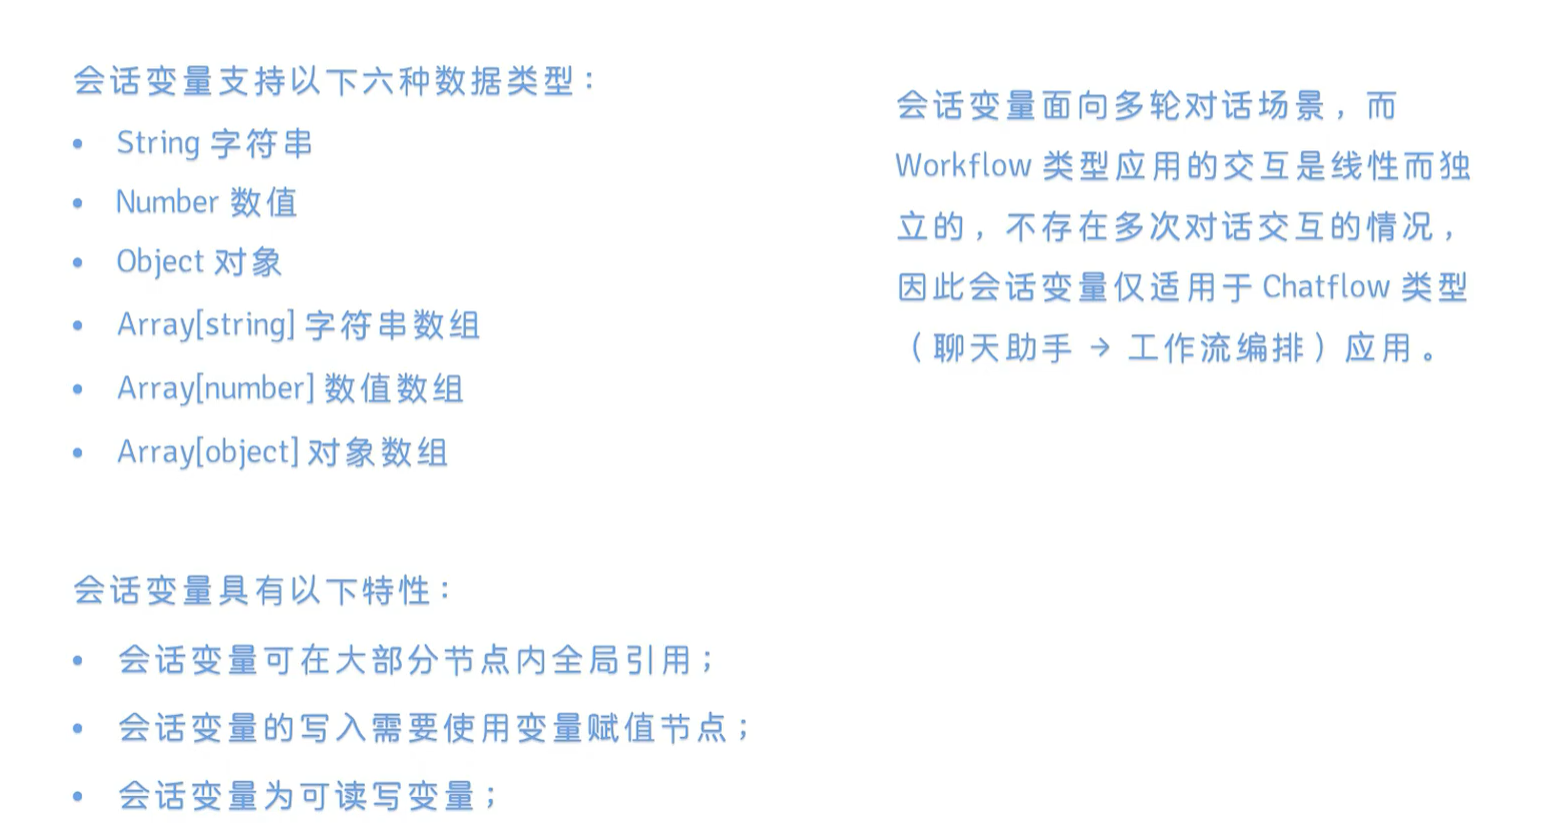 会话变量支持以下六种数据类型：
• String 字符串
• Number 数值
• Object 对象
• Array[string] 字符串数组
• Array[number] 数值数组
• Array[object] 对象数组
会话变量具有以下特性：
• 会话变量可在大部分节点内全局引用；
• 会话变量的写入需要使用变量赋值节点；
• 会话变量为可读写变量；
会话变量面向多轮对话场景，而
Workflow 类型应用的交互是线性而独
立的，不存在多次对话交互的情况，
因此会话变量仅适用于 Chatflow 类型
（聊天助手 → 工作流编排）应用。